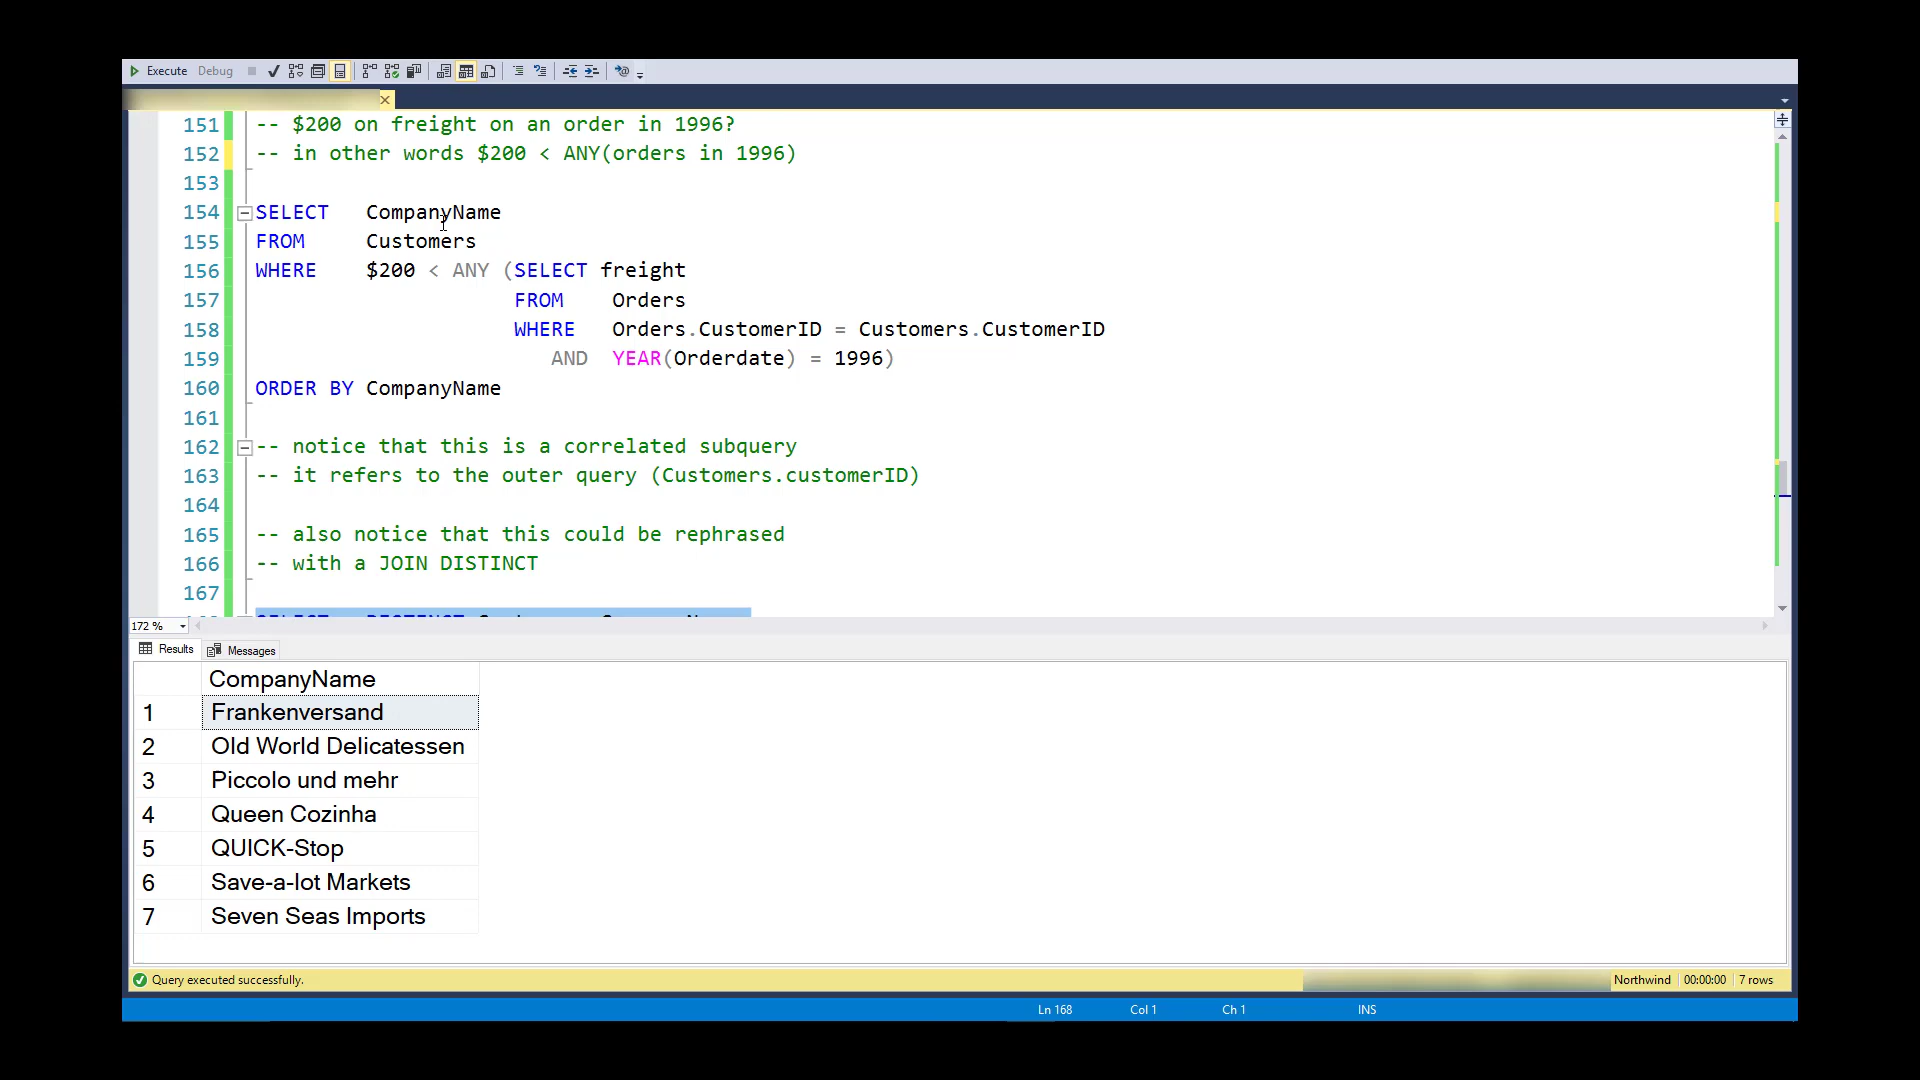 Execute Debug
151 -- $200 on freight on an order in 1996?
152 -- in other words $200 < ANY(orders in 1996)
153
154 SELECT CompanyName
155 FROM Customers
156 WHERE $200 < ANY (SELECT freight
157 FROM Orders
158 WHERE Orders.CustomerID = Customers.CustomerID
159 AND YEAR(Orderdate) = 1996)
160 ORDER BY CompanyName
161
162 -- notice that this is a correlated subquery
163 -- it refers to the outer query (Customers.customerID)
164
165 -- also notice that this could be rephrased
166 -- with a JOIN DISTINCT
167
172 %
Results Messages
CompanyName
1 Frankenversand
2 Old World Delicatessen
3 Piccolo und mehr
4 Queen Cozinha
5 QUICK-Stop
6 Save-a-lot Markets
7 Seven Seas Imports
Query executed successfully. Northwind 00:00:00 7 rows
Ln 168 Col 1 Ch 1 INS